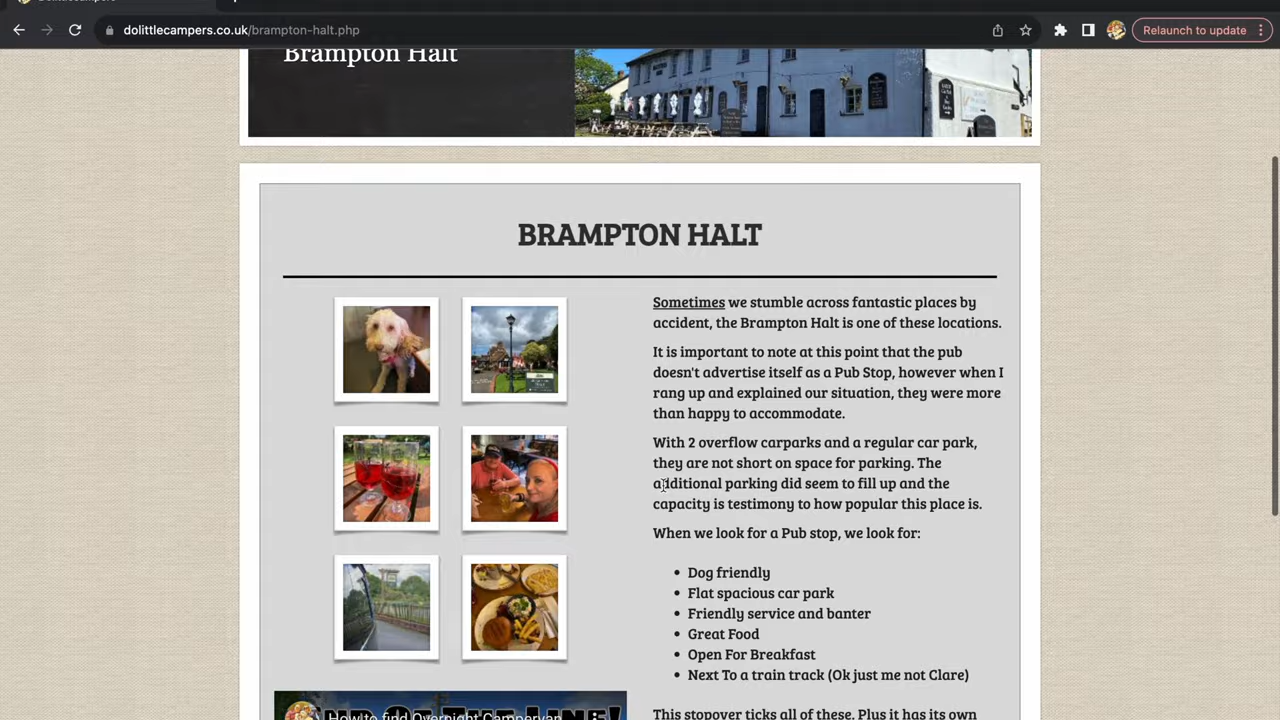 dolittlecampers.co.uk/brampton-halt.php
Relaunch to update
Brampton Halt
BRAMPTON HALT
Sometimes we stumble across fantastic places by
accident, the Brampton Halt is one of these locations.
It is important to note at this point that the pub
doesn't advertise itself as a Pub Stop, however when I
rang up and explained our situation, they were more
than happy to accommodate.
With 2 overflow carparks and a regular car park,
they are not short on space for parking. The
additional parking did seem to fill up and the
capacity is testimony to how popular this place is.
When we look for a Pub stop, we look for:
• Dog friendly
• Flat spacious car park
• Friendly service and banter
• Great Food
• Open For Breakfast
• Next To a train track (Ok just me not Clare)
How to find Overnight Campervan
This stopover ticks all of these. Plus it has its own